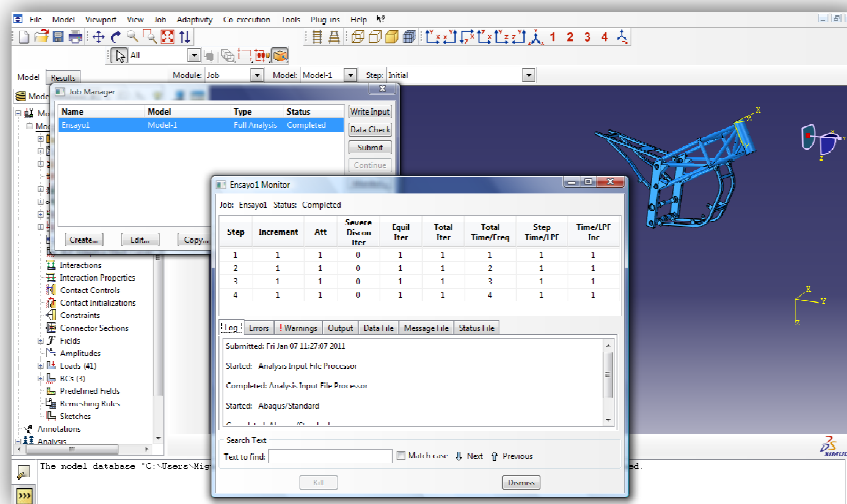 File Model Viewport View Job Adaptivity Co-execution Tools Plug-ins Help
1 2 3 4
All
Model Results Module: Job Model: Model-1 Step: Initial
Job Manager
Name Model Type Status
Ensayo1 Model-1 Full Analysis Completed
Write Input
Data Check
Submit
Continue
Create... Edit... Copy...
Ensayo1 Monitor
Job: Ensayo1 Status: Completed
Step Increment Att Severe Discon Iter Equil Iter Total Iter Total Time/Freq Step Time/LPF Time/LPF Inc
1 1 1 0 1 1 1 1 1
2 1 1 0 1 1 2 1 1
3 1 1 0 1 1 3 1 1
4 1 1 0 1 1 4 1 1
Log Errors ! Warnings Output Data File Message File Status File
Submitted: Fri Jan 07 11:27:07 2011
Started: Analysis Input File Processor
Completed: Analysis Input File Processor
Started: Abaqus/Standard
Search Text
Text to find: Match case Next Previous
Kill Dismiss
Interactions
Interaction Properties
Contact Controls
Contact Initializations
Constraints
Connector Sections
Fields
Amplitudes
Loads (41)
BCs (3)
Predefined Fields
Remeshing Rules
Sketches
Annotations
Analysis
X
Y
Z
The model database "C:\Users\Mig